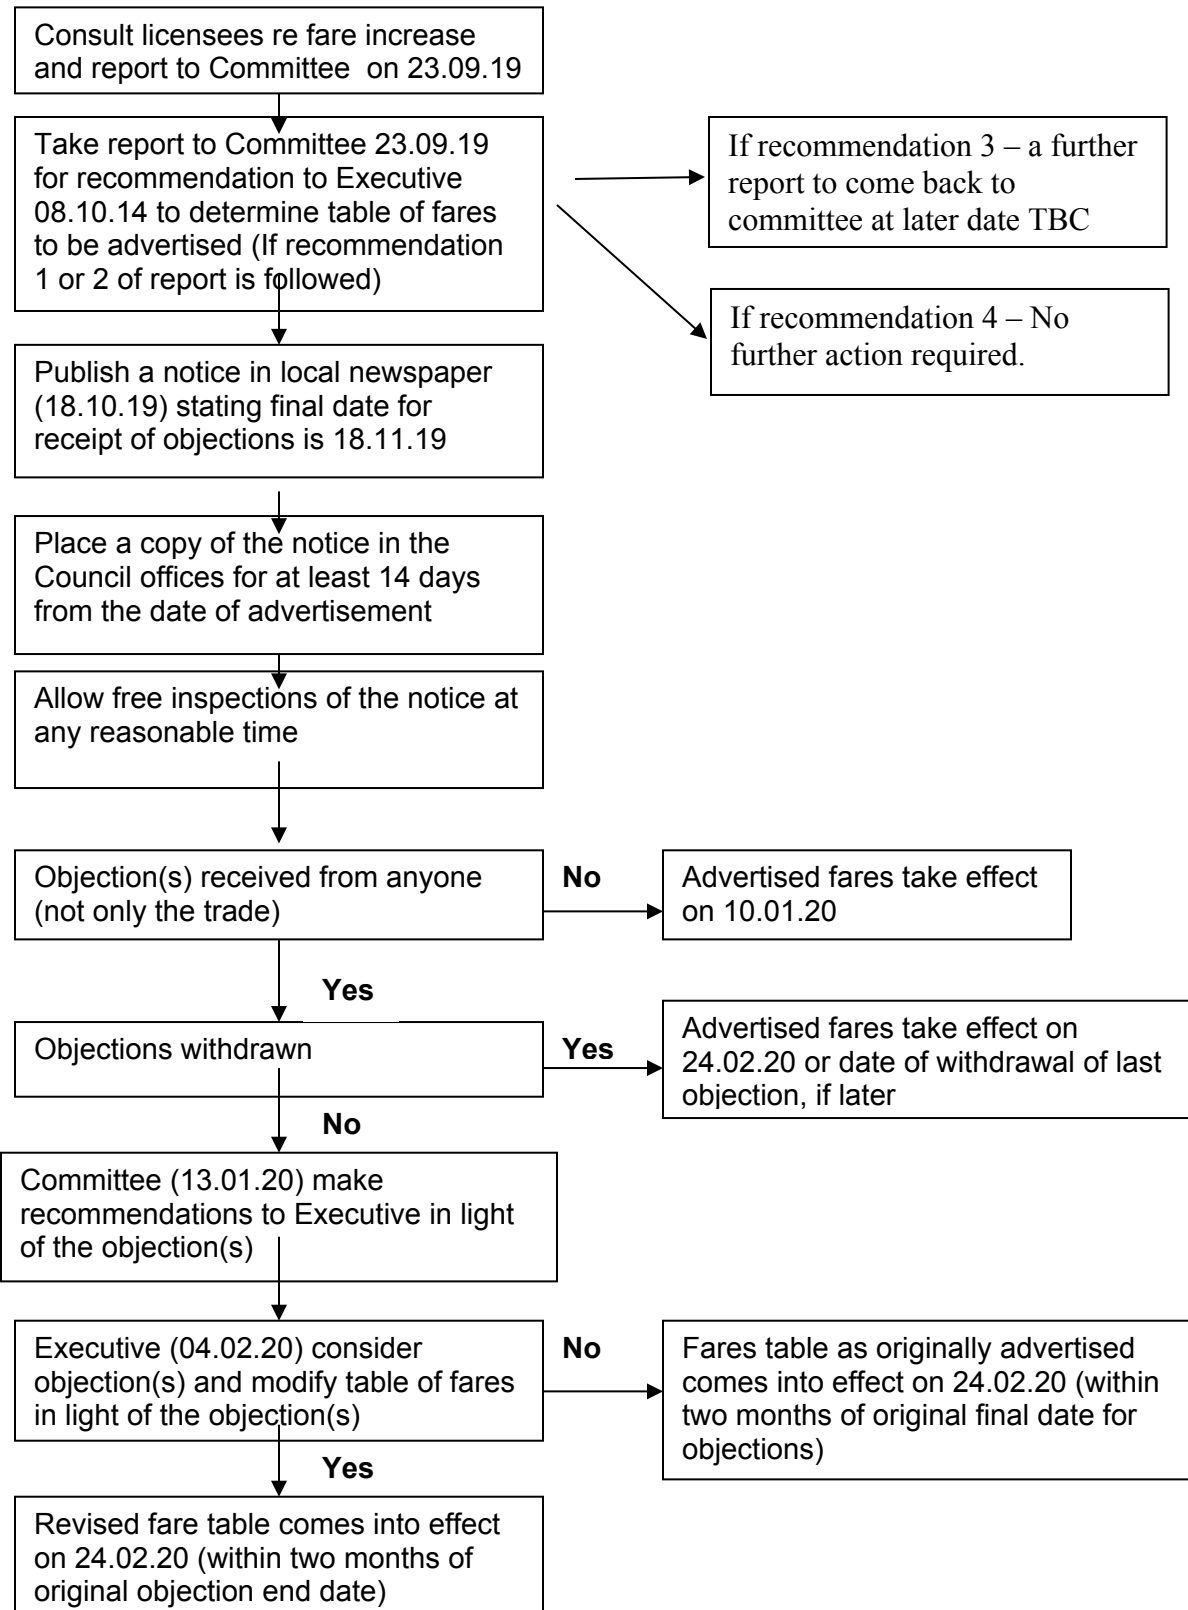 Consult licensees re fare increase
and report to Committee  on 23.09.19
Take report to Committee 23.09.19
for recommendation to Executive
08.10.14 to determine table of fares
to be advertised (If recommendation
1 or 2 of report is followed)
If recommendation 3 – a further
report to come back to
committee at later date TBC
If recommendation 4 – No
further action required.
Publish a notice in local newspaper
(18.10.19) stating final date for
receipt of objections is 18.11.19
Place a copy of the notice in the
Council offices for at least 14 days
from the date of advertisement
Allow free inspections of the notice at
any reasonable time
Objection(s) received from anyone
(not only the trade)
No
Advertised fares take effect
on 10.01.20
Yes
Objections withdrawn
Yes
Advertised fares take effect on
24.02.20 or date of withdrawal of last
objection, if later
No
Committee (13.01.20) make
recommendations to Executive in light
of the objection(s)
Executive (04.02.20) consider
objection(s) and modify table of fares
in light of the objection(s)
No
Fares table as originally advertised
comes into effect on 24.02.20 (within
two months of original final date for
objections)
Yes
Revised fare table comes into effect
on 24.02.20 (within two months of
original objection end date)